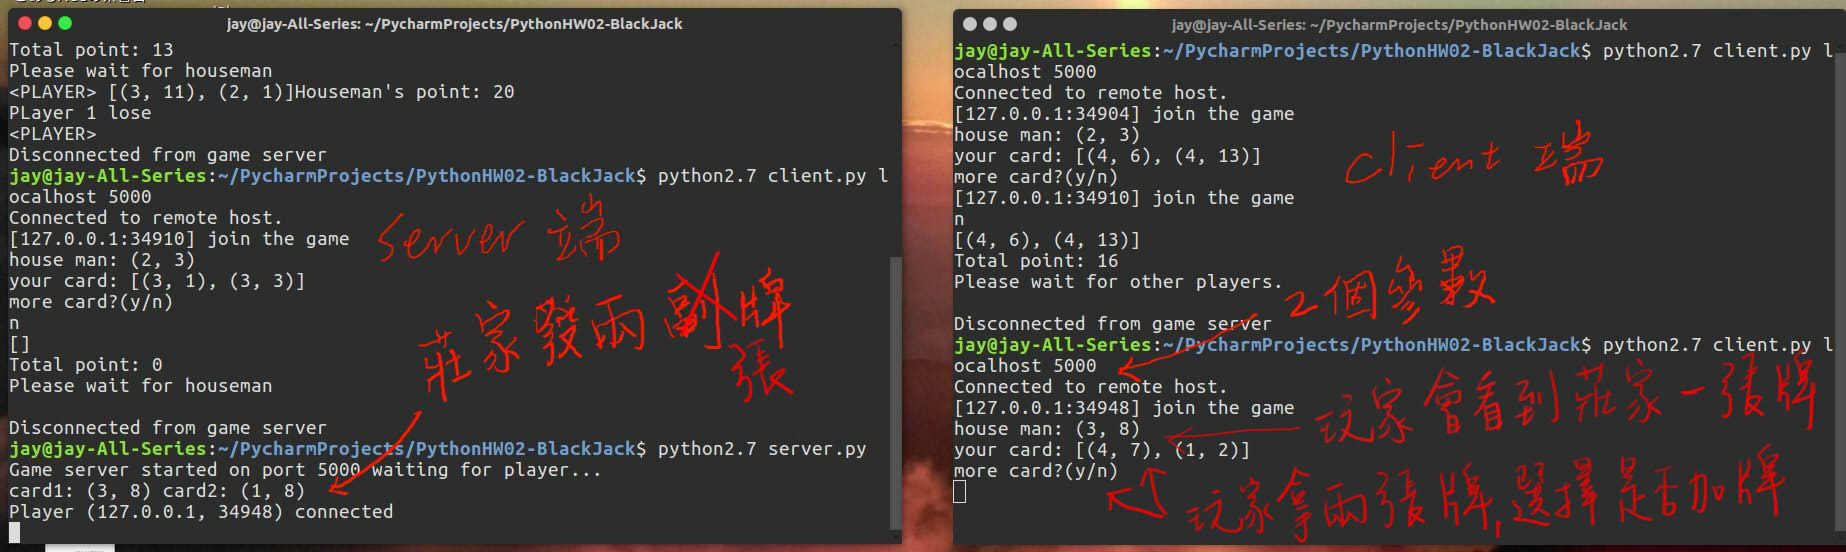 jay@jay-All-Series: ~/PycharmProjects/PythonHW02-BlackJack
Total point: 13
Please wait for houseman
<PLAYER> [(3, 11), (2, 1)]Houseman's point: 20
PLayer 1 lose
<PLAYER>
Disconnected from game server
jay@jay-All-Series:~/PycharmProjects/PythonHW02-BlackJack$ python2.7 client.py l
ocalhost 5000
Connected to remote host.
[127.0.0.1:34910] join the game
house man: (2, 3)
your card: [(3, 1), (3, 3)]
more card?(y/n)
n
[]
Total point: 0
Please wait for houseman
Disconnected from game server
jay@jay-All-Series:~/PycharmProjects/PythonHW02-BlackJack$ python2.7 server.py
Game server started on port 5000 waiting for player...
card1: (3, 8) card2: (1, 8)
Player (127.0.0.1, 34948) connected
Server 端
莊家發兩副牌
張
jay@jay-All-Series: ~/PycharmProjects/PythonHW02-BlackJack
jay@jay-All-Series:~/PycharmProjects/PythonHW02-BlackJack$ python2.7 client.py l
ocalhost 5000
Connected to remote host.
[127.0.0.1:34904] join the game
house man: (2, 3)
your card: [(4, 6), (4, 13)]
more card?(y/n)
[127.0.0.1:34910] join the game
n
[(4, 6), (4, 13)]
Total point: 16
Please wait for other players.
Disconnected from game server
jay@jay-All-Series:~/PycharmProjects/PythonHW02-BlackJack$ python2.7 client.py l
ocalhost 5000
Connected to remote host.
[127.0.0.1:34948] join the game
house man: (3, 8)
your card: [(4, 7), (1, 2)]
more card?(y/n)
Client 端
2個參數
玩家會看到莊家一張牌
玩家拿兩張牌,選擇是否加牌